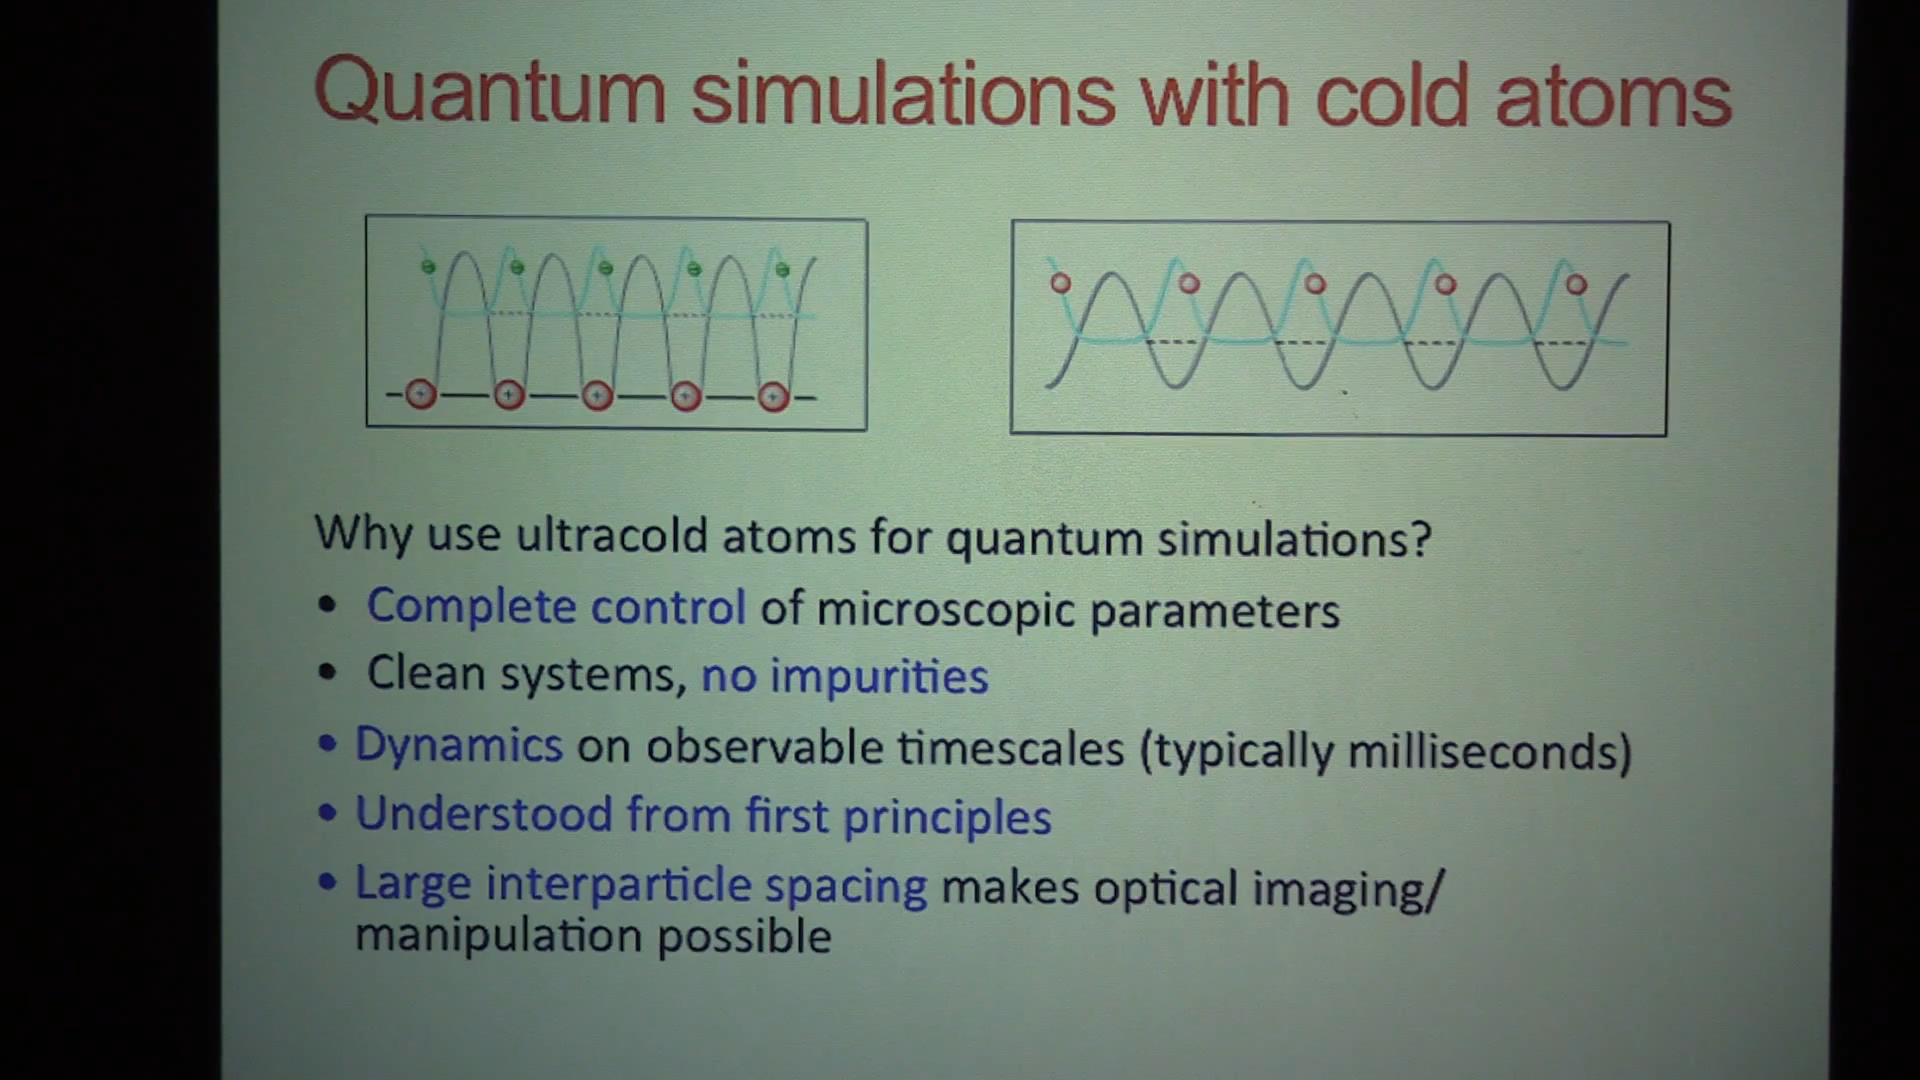 Quantum simulations with cold atoms
+ + + + +
Why use ultracold atoms for quantum simulations?
• Complete control of microscopic parameters
• Clean systems, no impurities
• Dynamics on observable timescales (typically milliseconds)
• Understood from first principles
• Large interparticle spacing makes optical imaging/
manipulation possible